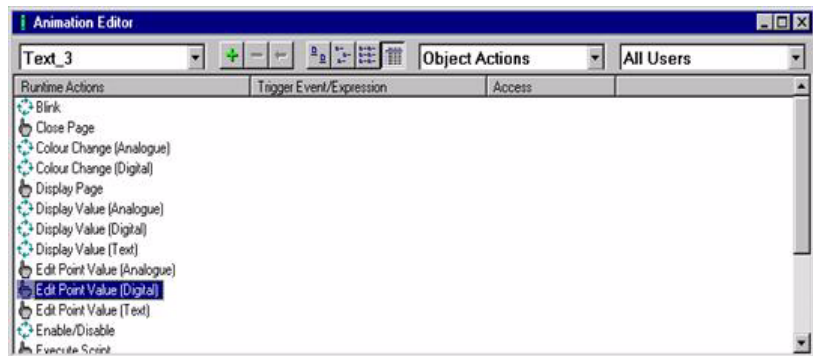 Animation Editor
Text_3 Object Actions All Users
Runtime Actions Trigger Event/Expression Access
Blink
Close Page
Colour Change (Analogue)
Colour Change (Digital)
Display Page
Display Value (Analogue)
Display Value (Digital)
Display Value (Text)
Edit Point Value (Analogue)
Edit Point Value (Digital)
Edit Point Value (Text)
Enable/Disable
Execute Script